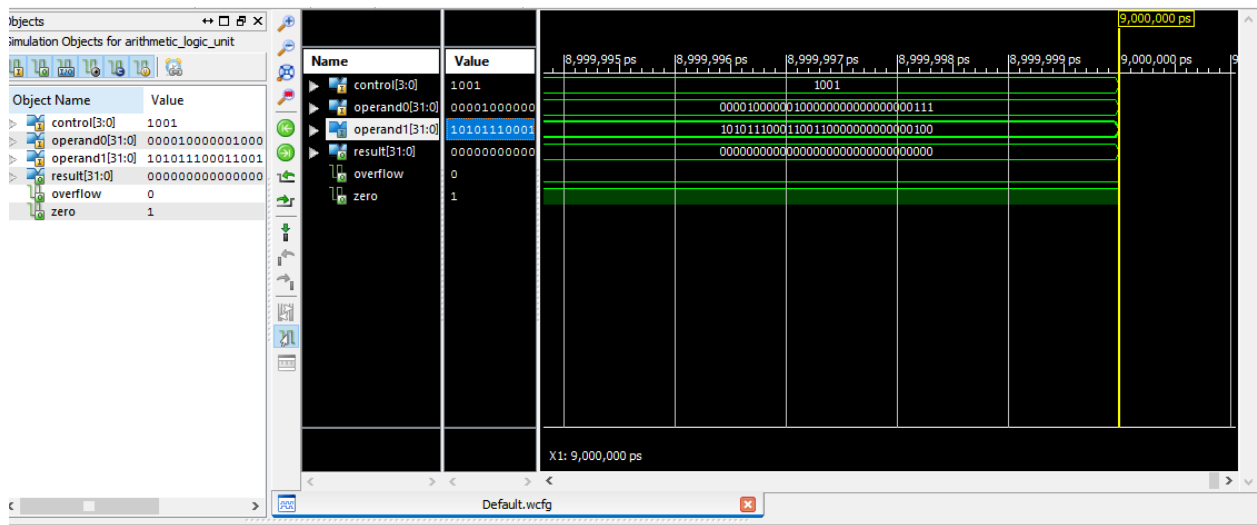 Objects
Simulation Objects for arithmetic_logic_unit
Object Name Value
control[3:0] 1001
operand0[31:0] 000010000001000
operand1[31:0] 101011100011001
result[31:0] 000000000000000
overflow 0
zero 1
Name Value
control[3:0] 1001
operand0[31:0] 00001000000
operand1[31:0] 10101110001
result[31:0] 00000000000
overflow 0
zero 1
9,000,000 ps
8,999,995 ps 8,999,996 ps 8,999,997 ps 8,999,998 ps 8,999,999 ps 9,000,000 ps
1001
00001000000100000000000000000111
10101110001100110000000000000100
00000000000000000000000000000000
X1: 9,000,000 ps
Default.wcfg